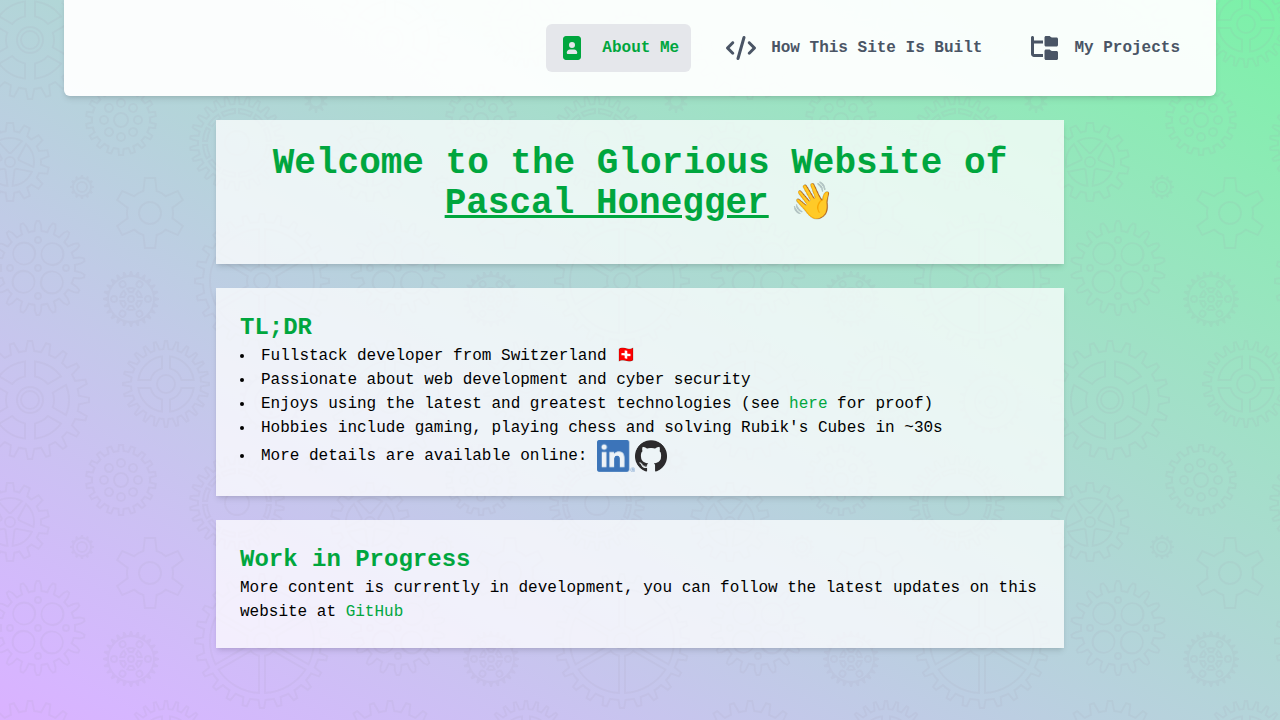 About Me
How This Site Is Built
My Projects
Welcome to the Glorious Website of
Pascal Honegger 👋
TL;DR
• Fullstack developer from Switzerland 🇨🇭
• Passionate about web development and cyber security
• Enjoys using the latest and greatest technologies (see here for proof)
• Hobbies include gaming, playing chess and solving Rubik's Cubes in ~30s
• More details are available online: in
Work in Progress
More content is currently in development, you can follow the latest updates on this
website at GitHub